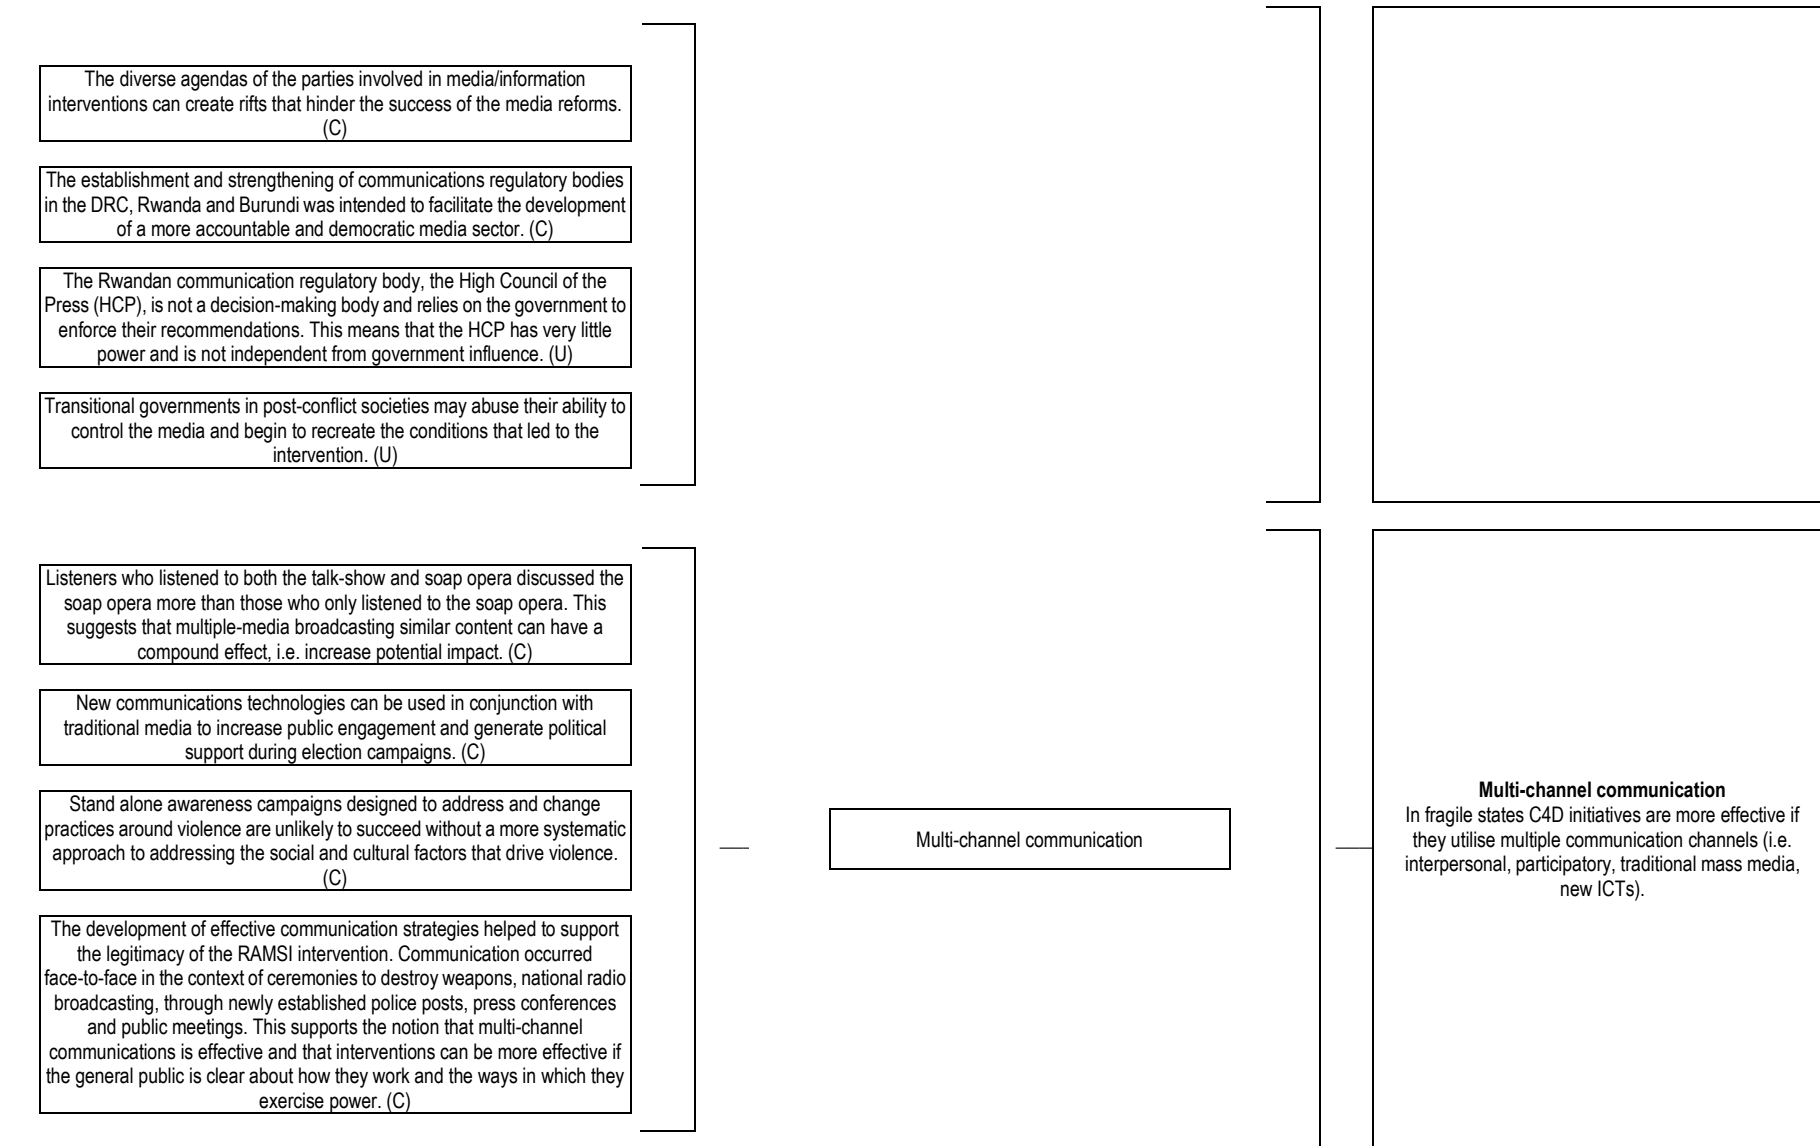 The diverse agendas of the parties involved in media/information
interventions can create rifts that hinder the success of the media reforms.
(C)
The establishment and strengthening of communications regulatory bodies
in the DRC, Rwanda and Burundi was intended to facilitate the development
of a more accountable and democratic media sector. (C)
The Rwandan communication regulatory body, the High Council of the
Press (HCP), is not a decision-making body and relies on the government to
enforce their recommendations. This means that the HCP has very little
power and is not independent from government influence. (U)
Transitional governments in post-conflict societies may abuse their ability to
control the media and begin to recreate the conditions that led to the
intervention. (U)
Listeners who listened to both the talk-show and soap opera discussed the
soap opera more than those who only listened to the soap opera. This
suggests that multiple-media broadcasting similar content can have a
compound effect, i.e. increase potential impact. (C)
New communications technologies can be used in conjunction with
traditional media to increase public engagement and generate political
support during election campaigns. (C)
Stand alone awareness campaigns designed to address and change
practices around violence are unlikely to succeed without a more systematic
approach to addressing the social and cultural factors that drive violence.
(C)
The development of effective communication strategies helped to support
the legitimacy of the RAMSI intervention. Communication occurred
face-to-face in the context of ceremonies to destroy weapons, national radio
broadcasting, through newly established police posts, press conferences
and public meetings. This supports the notion that multi-channel
communications is effective and that interventions can be more effective if
the general public is clear about how they work and the ways in which they
exercise power. (C)
Multi-channel communication
Multi-channel communication
In fragile states C4D initiatives are more effective if
they utilise multiple communication channels (i.e.
interpersonal, participatory, traditional mass media,
new ICTs).